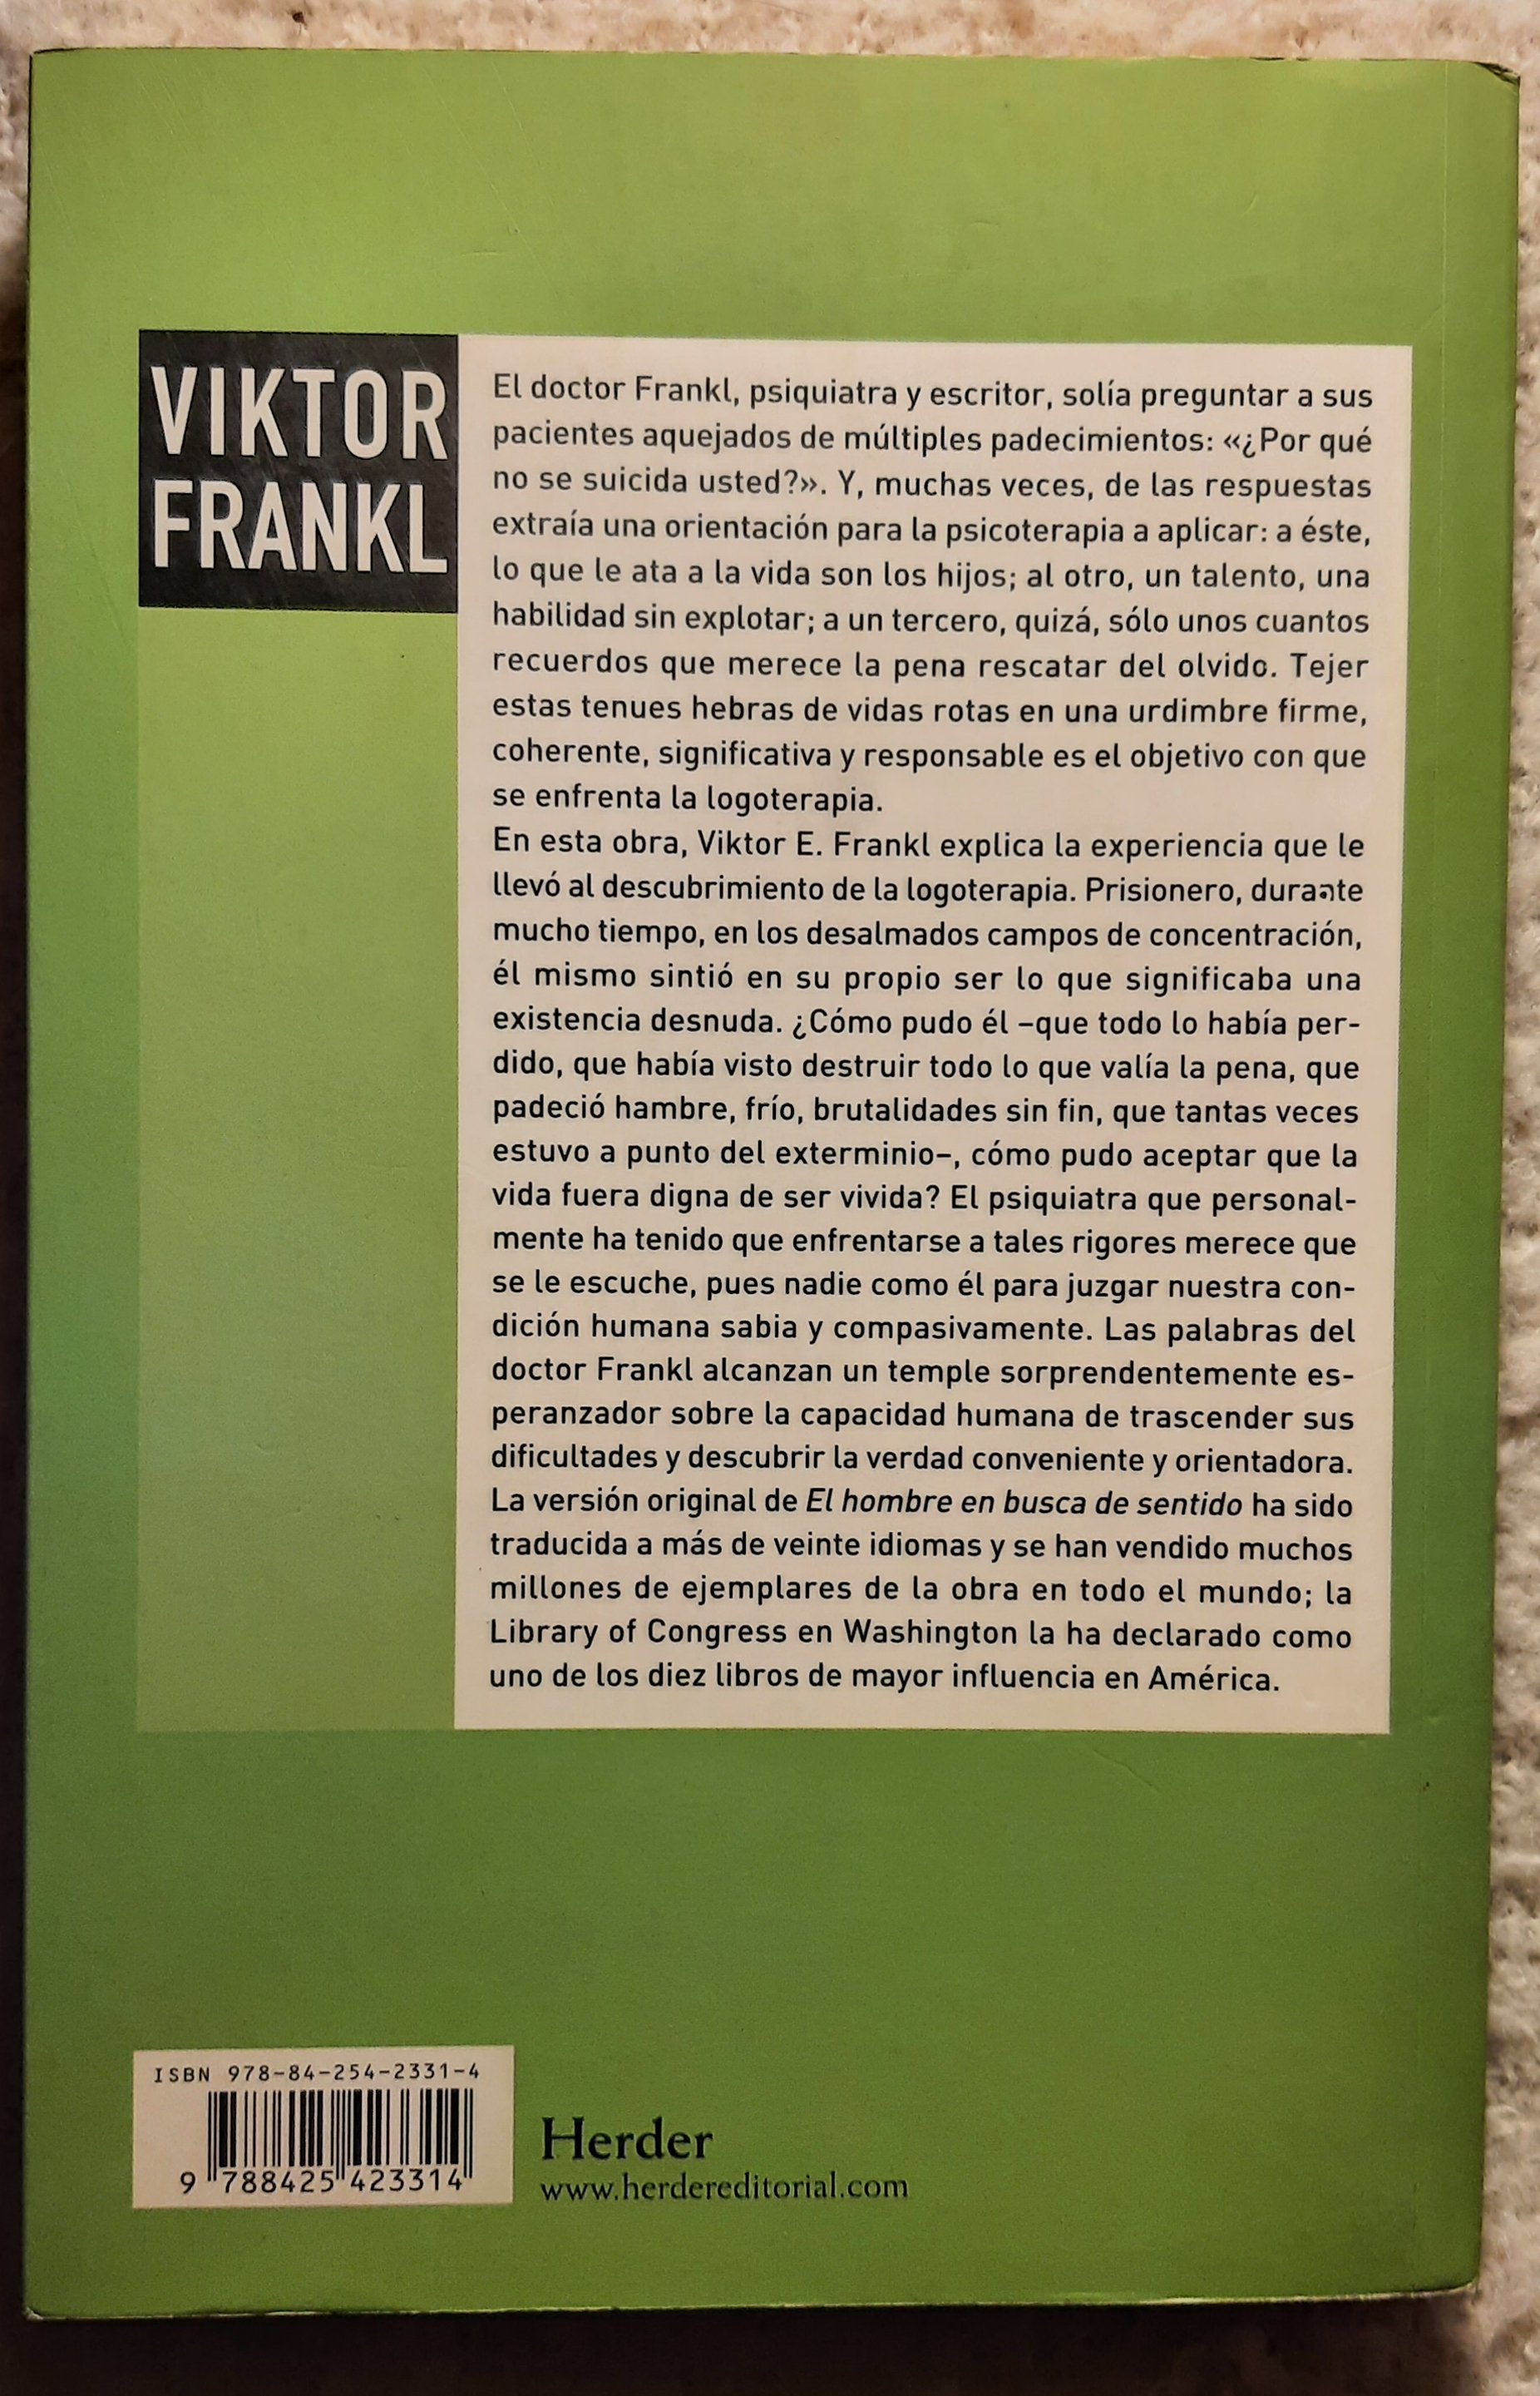 VIKTOR
FRANKL
El doctor Frankl, psiquiatra y escritor, solía preguntar a sus
pacientes aquejados de múltiples padecimientos: «¿Por qué
no se suicida usted?». Y, muchas veces, de las respuestas
extraía una orientación para la psicoterapia a aplicar: a éste,
lo que le ata a la vida son los hijos; al otro, un talento, una
habilidad sin explotar; a un tercero, quizá, sólo unos cuantos
recuerdos que merece la pena rescatar del olvido. Tejer
estas tenues hebras de vidas rotas en una urdimbre firme,
coherente, significativa y responsable es el objetivo con que
se enfrenta la logoterapia.
En esta obra, Viktor E. Frankl explica la experiencia que le
llevó al descubrimiento de la logoterapia. Prisionero, durante
mucho tiempo, en los desalmados campos de concentración,
él mismo sintió en su propio ser lo que significaba una
existencia desnuda. ¿Cómo pudo él –que todo lo había per-
dido, que había visto destruir todo lo que valía la pena, que
padeció hambre, frío, brutalidades sin fin, que tantas veces
estuvo a punto del exterminio–, cómo pudo aceptar que la
vida fuera digna de ser vivida? El psiquiatra que personal-
mente ha tenido que enfrentarse a tales rigores merece que
se le escuche, pues nadie como él para juzgar nuestra con-
dición humana sabia y compasivamente. Las palabras del
doctor Frankl alcanzan un temple sorprendentemente es-
peranzador sobre la capacidad humana de trascender sus
dificultades y descubrir la verdad conveniente y orientadora.
La versión original de El hombre en busca de sentido ha sido
traducida a más de veinte idiomas y se han vendido muchos
millones de ejemplares de la obra en todo el mundo; la
Library of Congress en Washington la ha declarado como
uno de los diez libros de mayor influencia en América.
ISBN 978-84-254-2331-4
9 788425 423314
Herder
www.herdereditorial.com